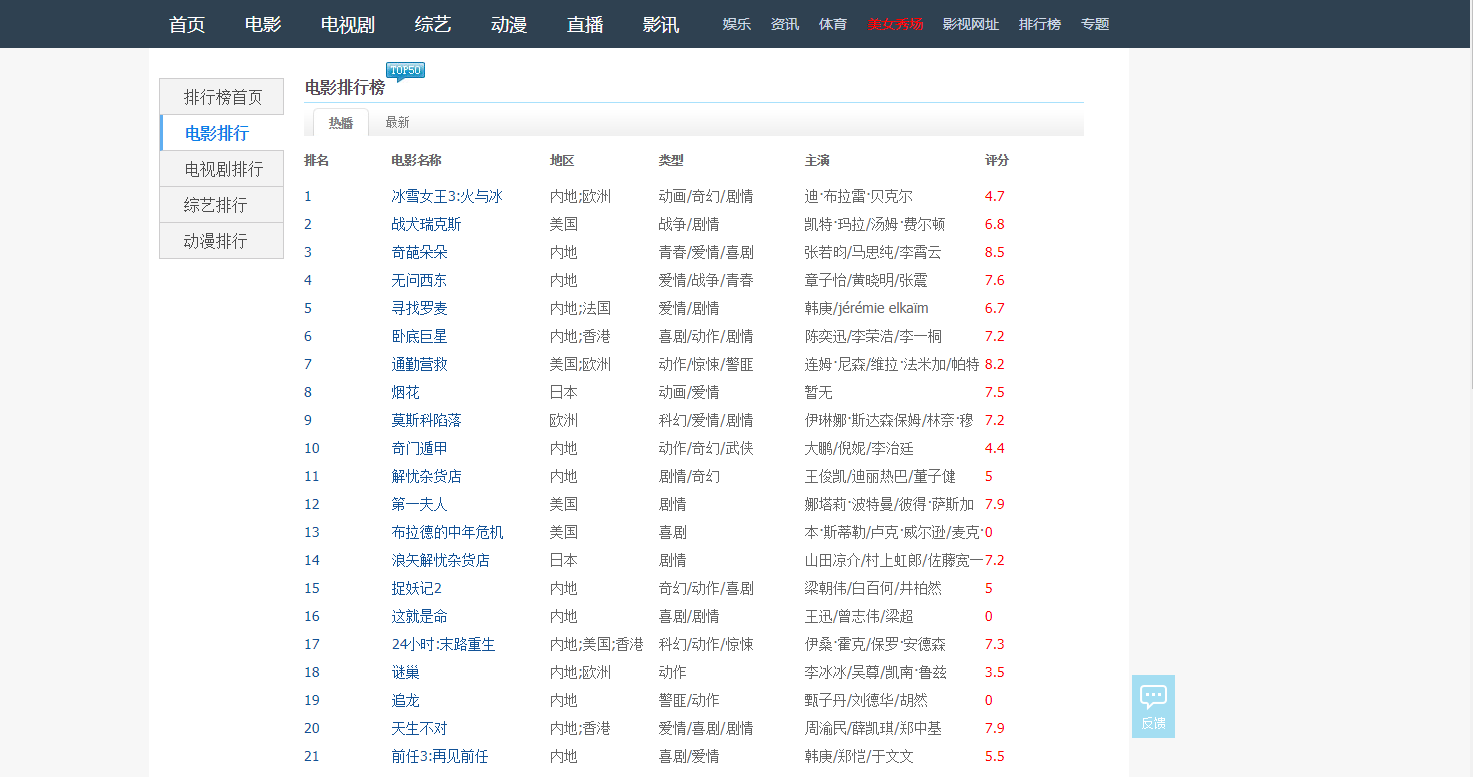 首页 电影 电视剧 综艺 动漫 直播 影讯 娱乐 资讯 体育 美女秀场 影视网址 排行榜 专题
排行榜首页
电影排行
电视剧排行
综艺排行
动漫排行
电影排行榜 TOP50
热播 最新
排名 电影名称 地区 类型 主演 评分
1 冰雪女王3:火与冰 内地;欧洲 动画/奇幻/剧情 迪·布拉雷·贝克尔 4.7
2 战犬瑞克斯 美国 战争/剧情 凯特·玛拉/汤姆·费尔顿 6.8
3 奇葩朵朵 内地 青春/爱情/喜剧 张若昀/马思纯/李霄云 8.5
4 无问西东 内地 爱情/战争/青春 章子怡/黄晓明/张震 7.6
5 寻找罗麦 内地;法国 爱情/剧情 韩庚/jérémie elkaïm 6.7
6 卧底巨星 内地;香港 喜剧/动作/剧情 陈奕迅/李荣浩/李一桐 7.2
7 通勤营救 美国;欧洲 动作/惊悚/警匪 连姆·尼森/维拉·法米加/帕特 8.2
8 烟花 日本 动画/爱情 暂无 7.5
9 莫斯科陷落 欧洲 科幻/爱情/剧情 伊琳娜·斯达森保姆/林奈·穆 7.2
10 奇门遁甲 内地 动作/奇幻/武侠 大鹏/倪妮/李治廷 4.4
11 解忧杂货店 内地 剧情/奇幻 王俊凯/迪丽热巴/董子健 5
12 第一夫人 美国 剧情 娜塔莉·波特曼/彼得·萨斯加 7.9
13 布拉德的中年危机 美国 喜剧 本·斯蒂勒/卢克·威尔逊/麦克· 0
14 浪矢解忧杂货店 日本 剧情 山田凉介/村上虹郎/佐藤宽一 7.2
15 捉妖记2 内地 奇幻/动作/喜剧 梁朝伟/白百何/井柏然 5
16 这就是命 内地 喜剧/剧情 王迅/曾志伟/梁超 0
17 24小时:末路重生 内地;美国;香港 科幻/动作/惊悚 伊桑·霍克/保罗·安德森 7.3
18 谜巢 内地;欧洲 动作 李冰冰/吴尊/凯南·鲁兹 3.5
19 追龙 内地 警匪/动作 甄子丹/刘德华/胡然 0
20 天生不对 内地;香港 爱情/喜剧/剧情 周渝民/薛凯琪/郑中基 7.9
21 前任3:再见前任 内地 喜剧/爱情 韩庚/郑恺/于文文 5.5
反馈